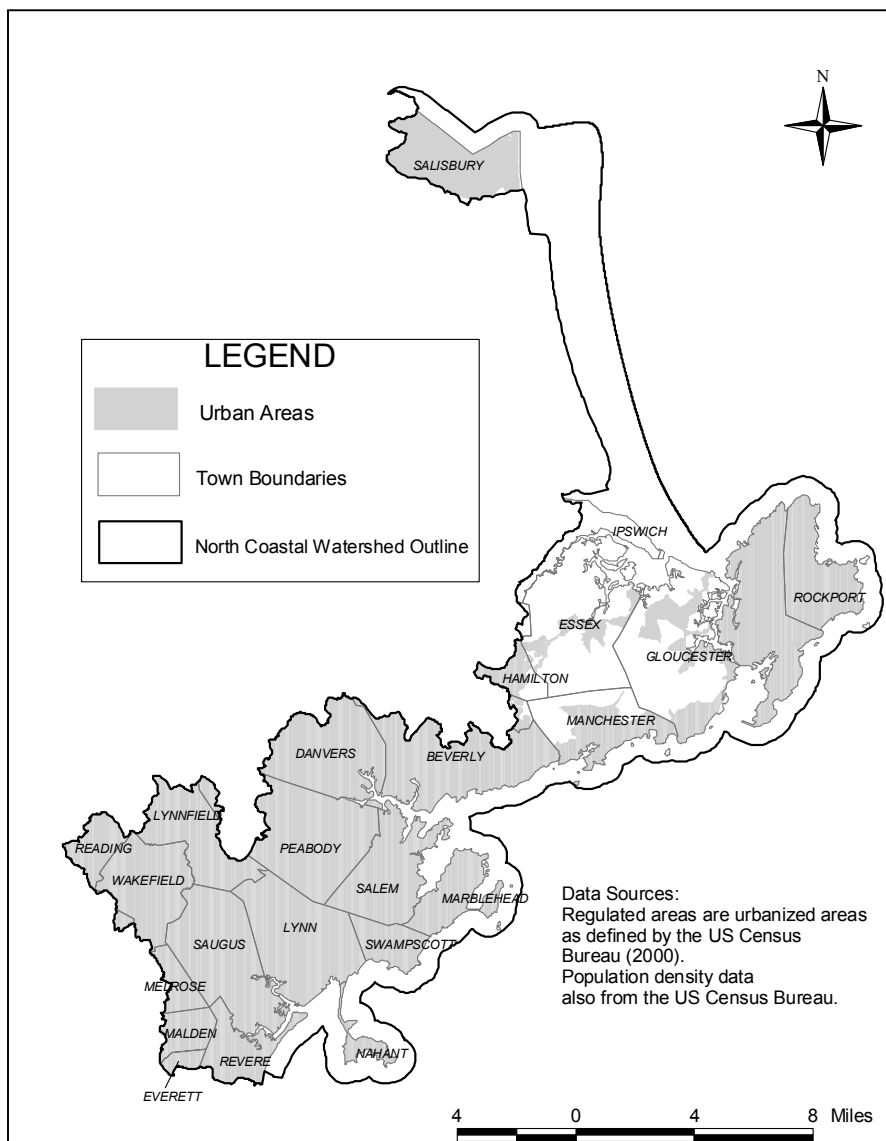 N
SALISBURY
LEGEND
Urban Areas
Town Boundaries
North Coastal Watershed Outline
IPSWICH
ROCKPORT
ESSEX
GLOUCESTER
HAMILTON
MANCHESTER
DANVERS
BEVERLY
LYNNFIELD
READING
PEABODY
WAKEFIELD
SALEM
MARBLEHEAD
LYNN
SWAMPSCOTT
SAUGUS
MELROSE
MALDEN
REVERE
NAHANT
EVERETT
Data Sources:
Regulated areas are urbanized areas
as defined by the US Census
Bureau (2000).
Population density data
also from the US Census Bureau.
4 0 4 8 Miles